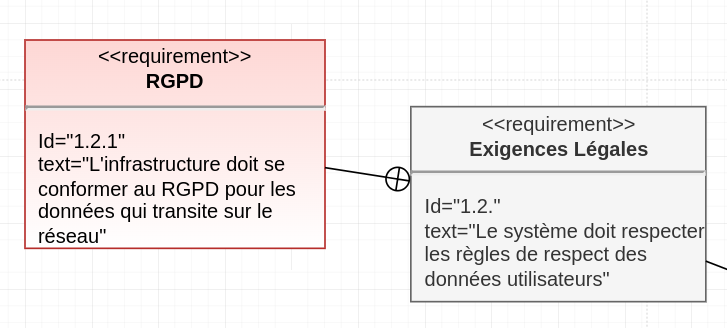 <<requirement>>
RGPD
Id="1.2.1"
text="L'infrastructure doit se
conformer au RGPD pour les
données qui transite sur le
réseau"
<<requirement>>
Exigences Légales
Id="1.2."
text="Le système doit respecter
les règles de respect des
données utilisateurs"